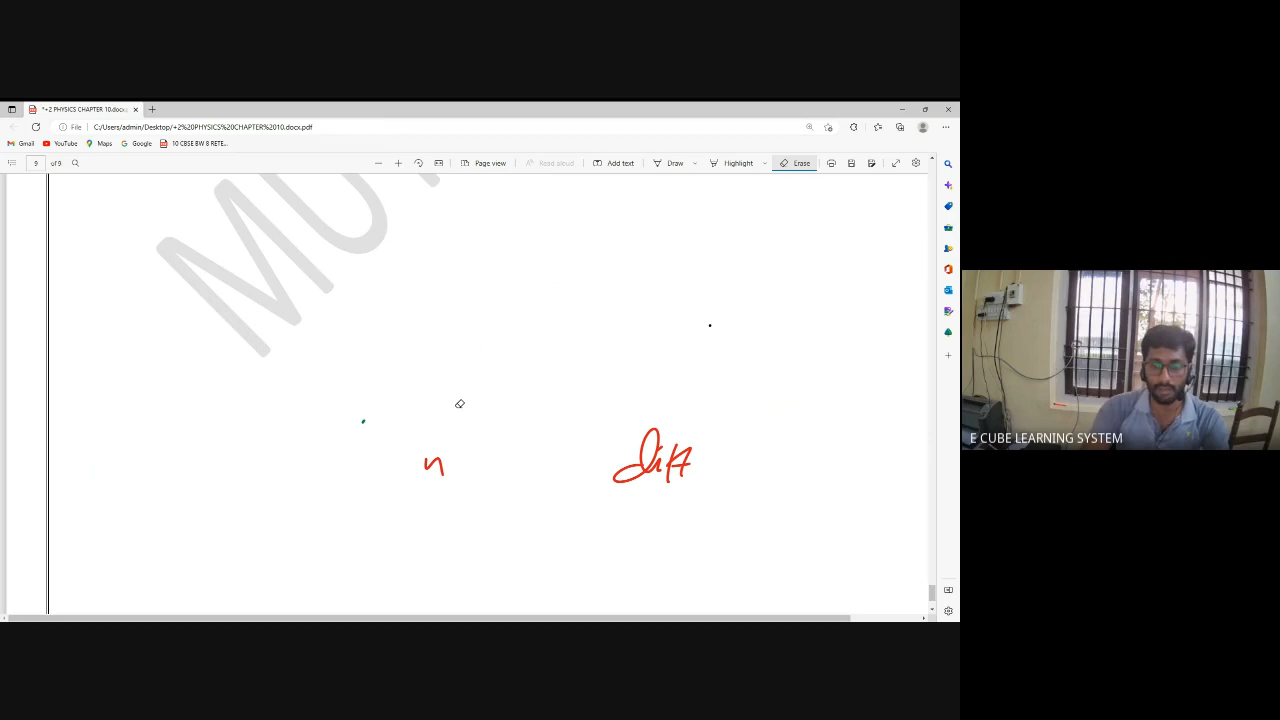 *+2 PHYSICS CHAPTER 10.docx.p
File C:/Users/admin/Desktop/+2%20PHYSICS%20CHAPTER%2010.docx.pdf
Gmail YouTube Maps Google 10 CBSE BW 8 RETE...
9 of 9 Page view Read aloud Add text Draw Highlight Erase
n diff
E CUBE LEARNING SYSTEM